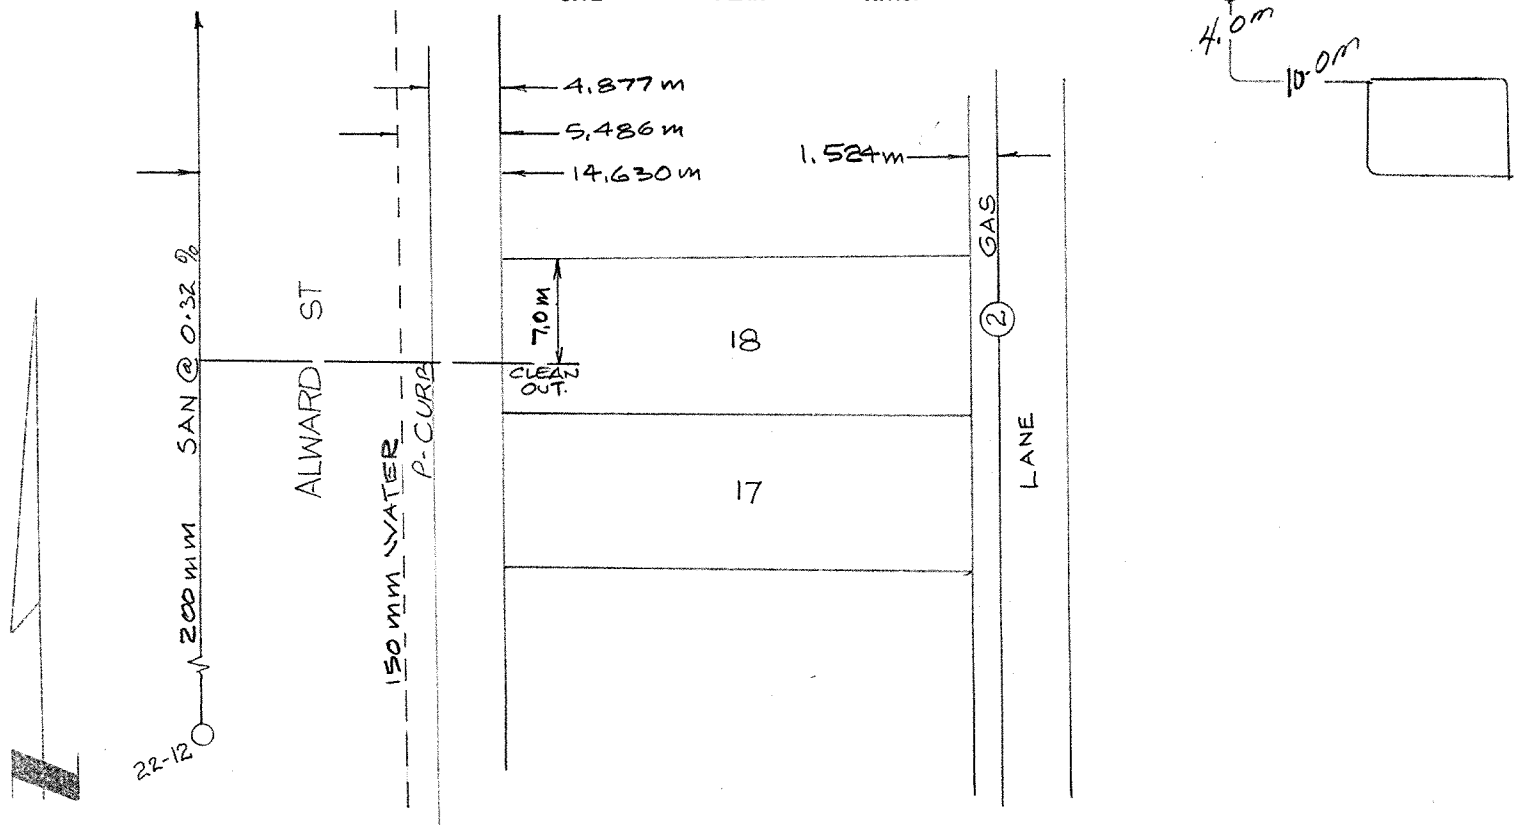 4.0m
10.0m
4.877m
5.486m
14.630m
1.524m
GAS
SAN @ 0.32 %
200mm
ALWARD ST
150mm WATER
P-CURB
7.0m
CLEAN
OUT.
18
17
2
LANE
22-12